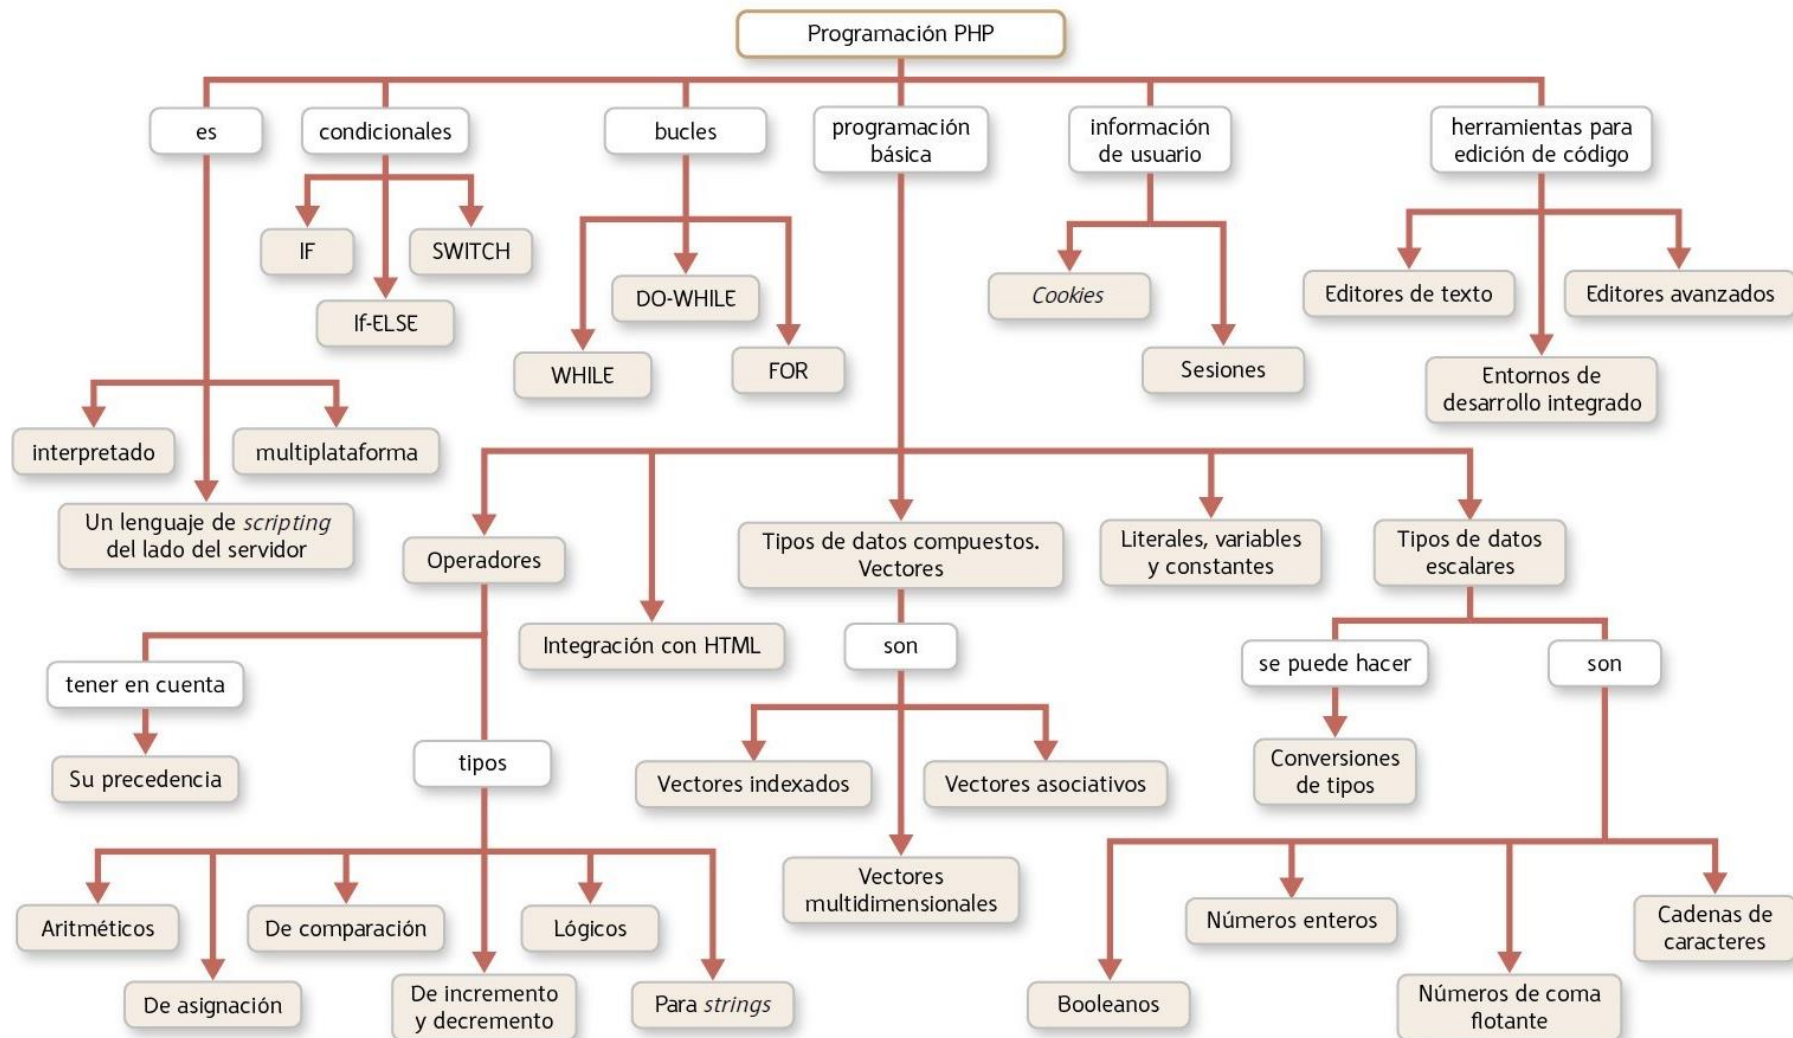 Programación PHP
es
condicionales
bucles
programación
básica
información
de usuario
herramientas para
edición de código
IF
SWITCH
If-ELSE
DO-WHILE
WHILE
FOR
Cookies
Sesiones
Editores de texto
Editores avanzados
Entornos de
desarrollo integrado
interpretado
multiplataforma
Un lenguaje de scripting
del lado del servidor
Operadores
Integración con HTML
Tipos de datos compuestos.
Vectores
Literales, variables
y constantes
Tipos de datos
escalares
tener en cuenta
Su precedencia
tipos
son
se puede hacer
son
Conversiones
de tipos
Vectores indexados
Vectores asociativos
Vectores
multidimensionales
Aritméticos
De comparación
Lógicos
De asignación
De incremento
y decremento
Para strings
Números enteros
Cadenas de
caracteres
Booleanos
Números de coma
flotante